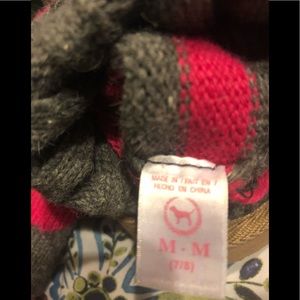 MADE IN / FAIT EN /
HECHO EN CHINA
M - M
(7/8)